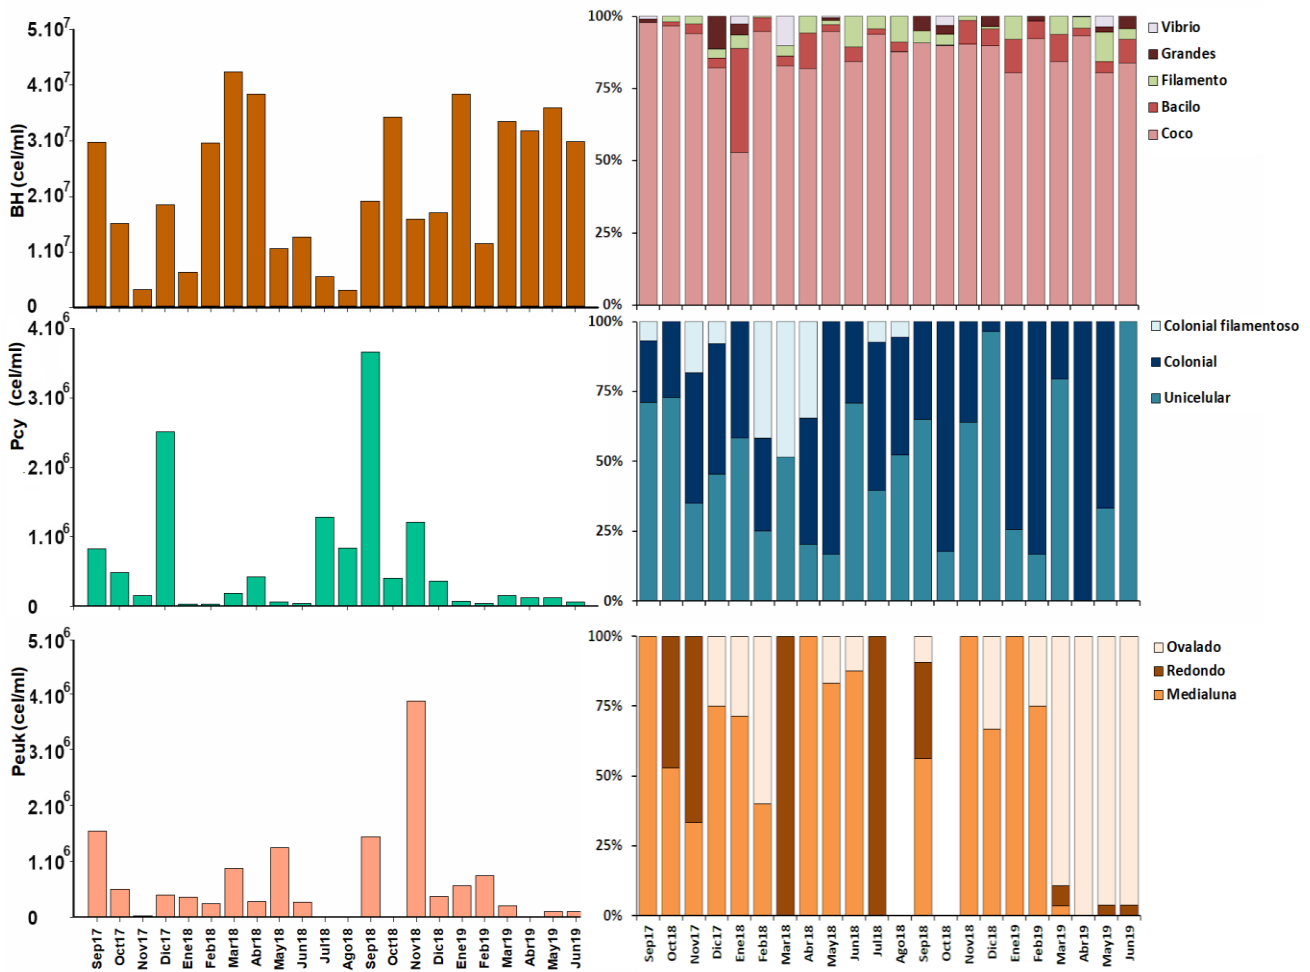 BH (cel/ml)
5.10⁷
4.10⁷
3.10⁷
2.10⁷
1.10⁷
0
100%
75%
50%
25%
0%
Vibrio
Grandes
Filamento
Bacilo
Coco
Pcy (cel/ml)
4.10⁶
3.10⁶
2.10⁶
1.10⁶
0
100%
75%
50%
25%
0%
Colonial filamentoso
Colonial
Unicelular
Peuk (cel/ml)
5.10⁶
4.10⁶
3.10⁶
2.10⁶
1.10⁶
0
100%
75%
50%
25%
0%
Ovalado
Redondo
Medialuna
Sep17 Oct17 Nov17 Dic17 Ene18 Feb18 Mar18 Abr18 May18 Jun18 Jul18 Ago18 Sep18 Oct18 Nov18 Dic18 Ene19 Feb19 Mar19 Abr19 May19 Jun19
Sep17 Oct18 Nov17 Dic17 Ene18 Feb18 Mar18 Abr18 May18 Jun18 Jul18 Ago18 Sep18 Oct18 Nov18 Dic18 Ene19 Feb19 Mar19 Abr19 May19 Jun19